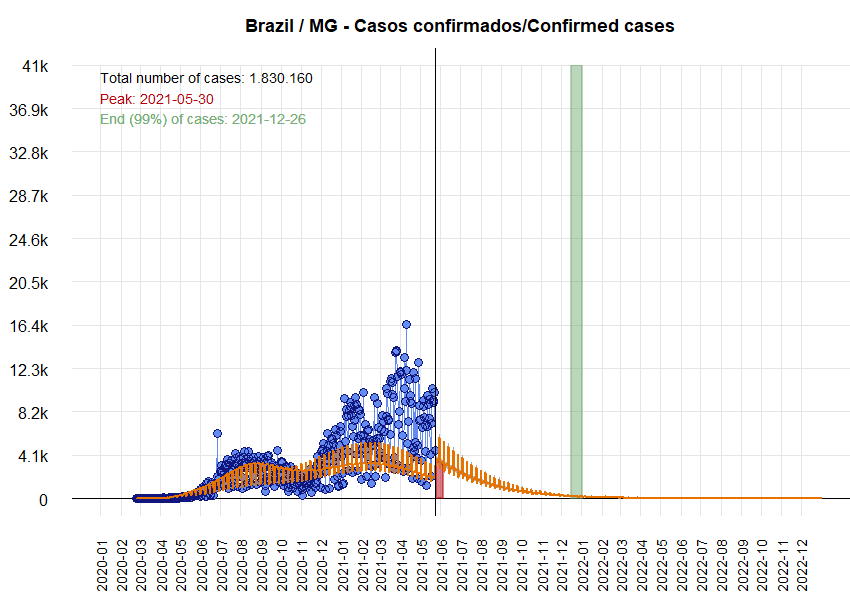 Brazil / MG - Casos confirmados/Confirmed cases
41k
Total number of cases: 1.830.160
Peak: 2021-05-30
End (99%) of cases: 2021-12-26
36.9k
32.8k
28.7k
24.6k
20.5k
16.4k
12.3k
8.2k
4.1k
0
2020-01
2020-02
2020-03
2020-04
2020-05
2020-06
2020-07
2020-08
2020-09
2020-10
2020-11
2020-12
2021-01
2021-02
2021-03
2021-04
2021-05
2021-06
2021-07
2021-08
2021-09
2021-10
2021-11
2021-12
2022-01
2022-02
2022-03
2022-04
2022-05
2022-06
2022-07
2022-08
2022-09
2022-10
2022-11
2022-12